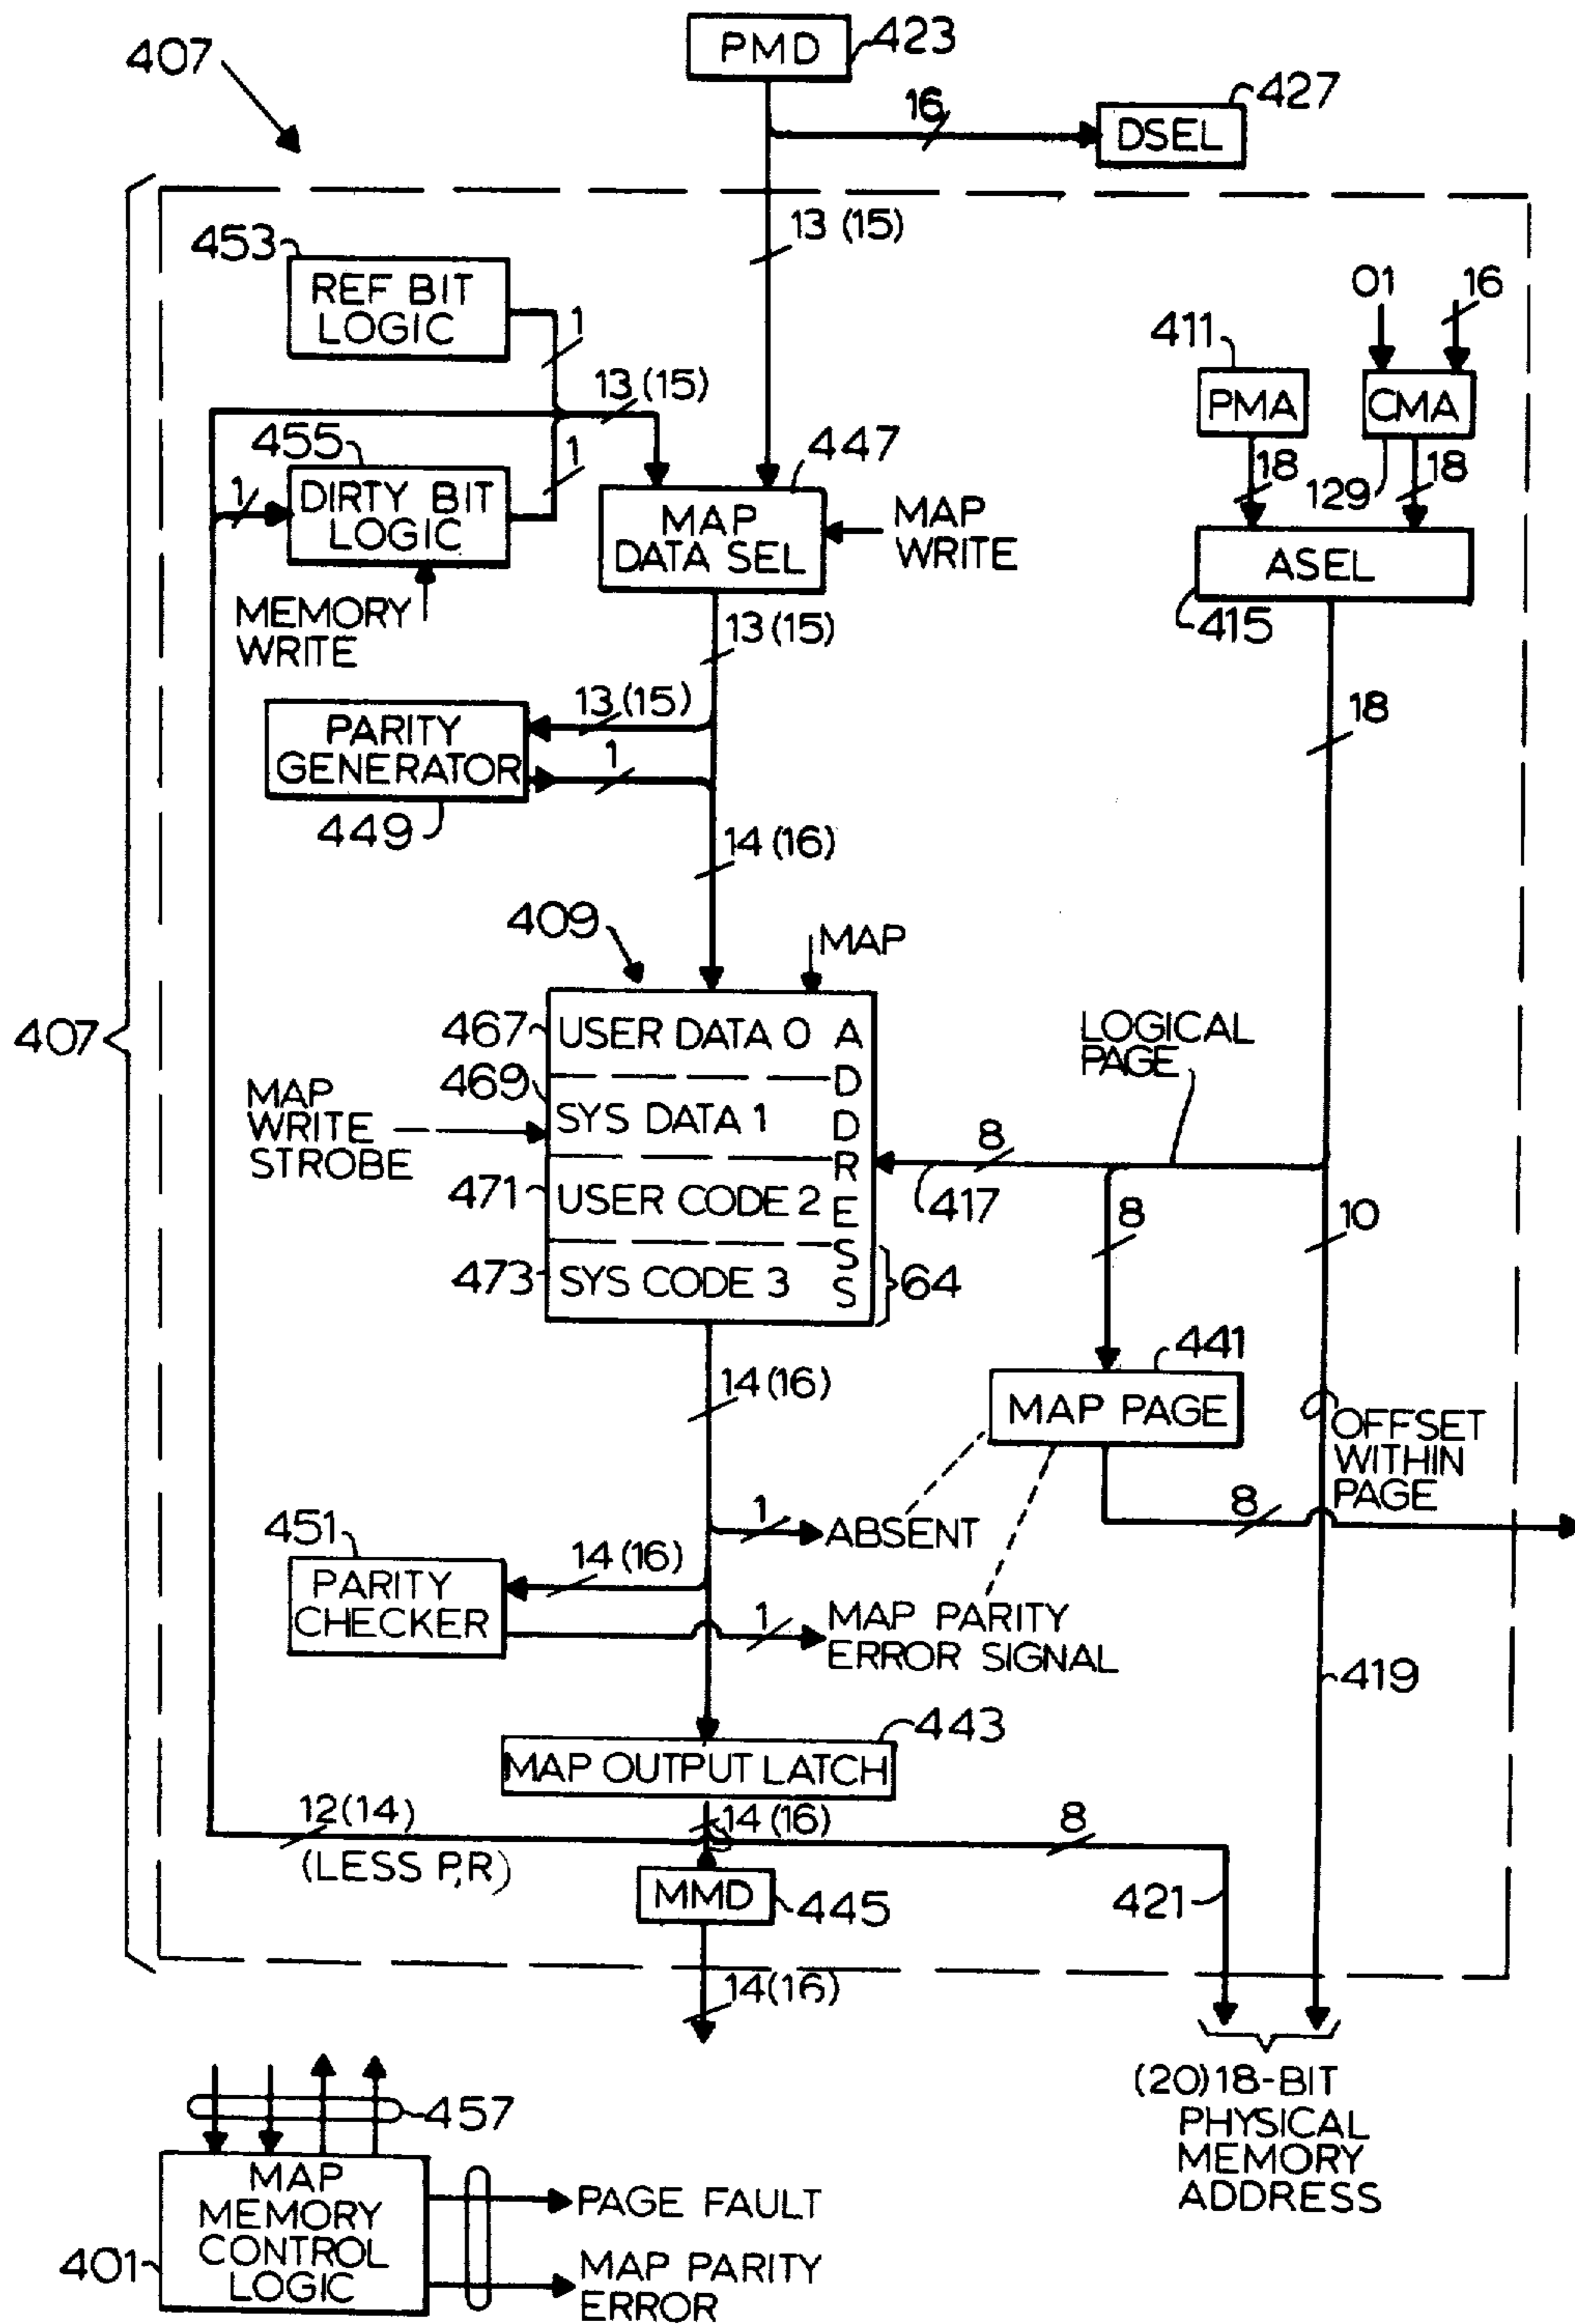 PMD
423
407
16
427
DSEL
13 (15)
453
REF BIT
LOGIC
1
01
16
411
13 (15)
PMA
CMA
455
1
447
18
129
18
1
DIRTY BIT
LOGIC
MAP
DATA SEL
MAP
WRITE
ASEL
MEMORY
WRITE
415
13 (15)
13 (15)
18
PARITY
GENERATOR
1
449
14 (16)
409
MAP
407
467
USER DATA 0
ADDRESS
LOGICAL
PAGE
469
MAP
WRITE
STROBE
SYS DATA 1
8
471
USER CODE 2
417
8
10
473
SYS CODE 3
64
441
14 (16)
MAP PAGE
OFFSET
WITHIN
PAGE
8
1
ABSENT
451
14 (16)
PARITY
CHECKER
1
MAP PARITY
ERROR SIGNAL
419
443
MAP OUTPUT LATCH
12(14)
14 (16)
8
(LESS P,R)
MMD
445
421
14(16)
(20)18-BIT
PHYSICAL
MEMORY
ADDRESS
457
MAP
MEMORY
CONTROL
LOGIC
PAGE FAULT
401
MAP PARITY
ERROR